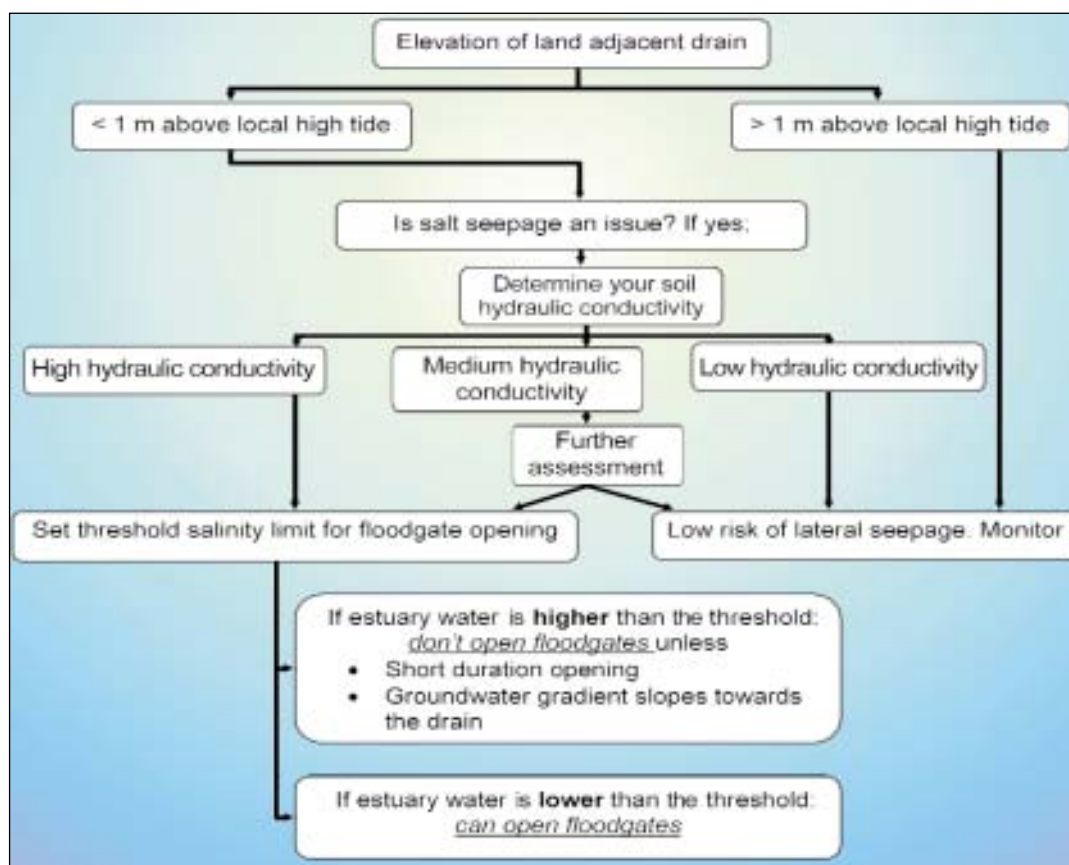 Elevation of land adjacent drain
< 1 m above local high tide
> 1 m above local high tide
Is salt seepage an issue? If yes;
Determine your soil
hydraulic conductivity
High hydraulic conductivity
Medium hydraulic
conductivity
Low hydraulic conductivity
Further
assessment
Set threshold salinity limit for floodgate opening
Low risk of lateral seepage. Monitor
If estuary water is higher than the threshold:
don't open floodgates unless
• Short duration opening
• Groundwater gradient slopes towards
the drain
If estuary water is lower than the threshold:
can open floodgates